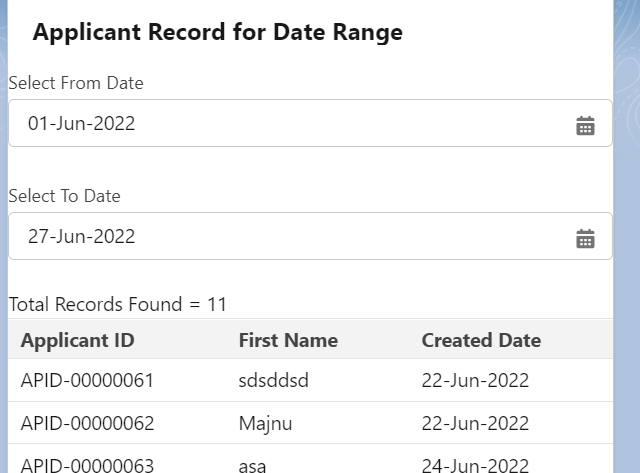 Applicant Record for Date Range
Select From Date
01-Jun-2022
Select To Date
27-Jun-2022
Total Records Found = 11
Applicant ID First Name Created Date
APID-00000061 sdsddsd 22-Jun-2022
APID-00000062 Majnu 22-Jun-2022
APID-00000063 asa 24-Jun-2022